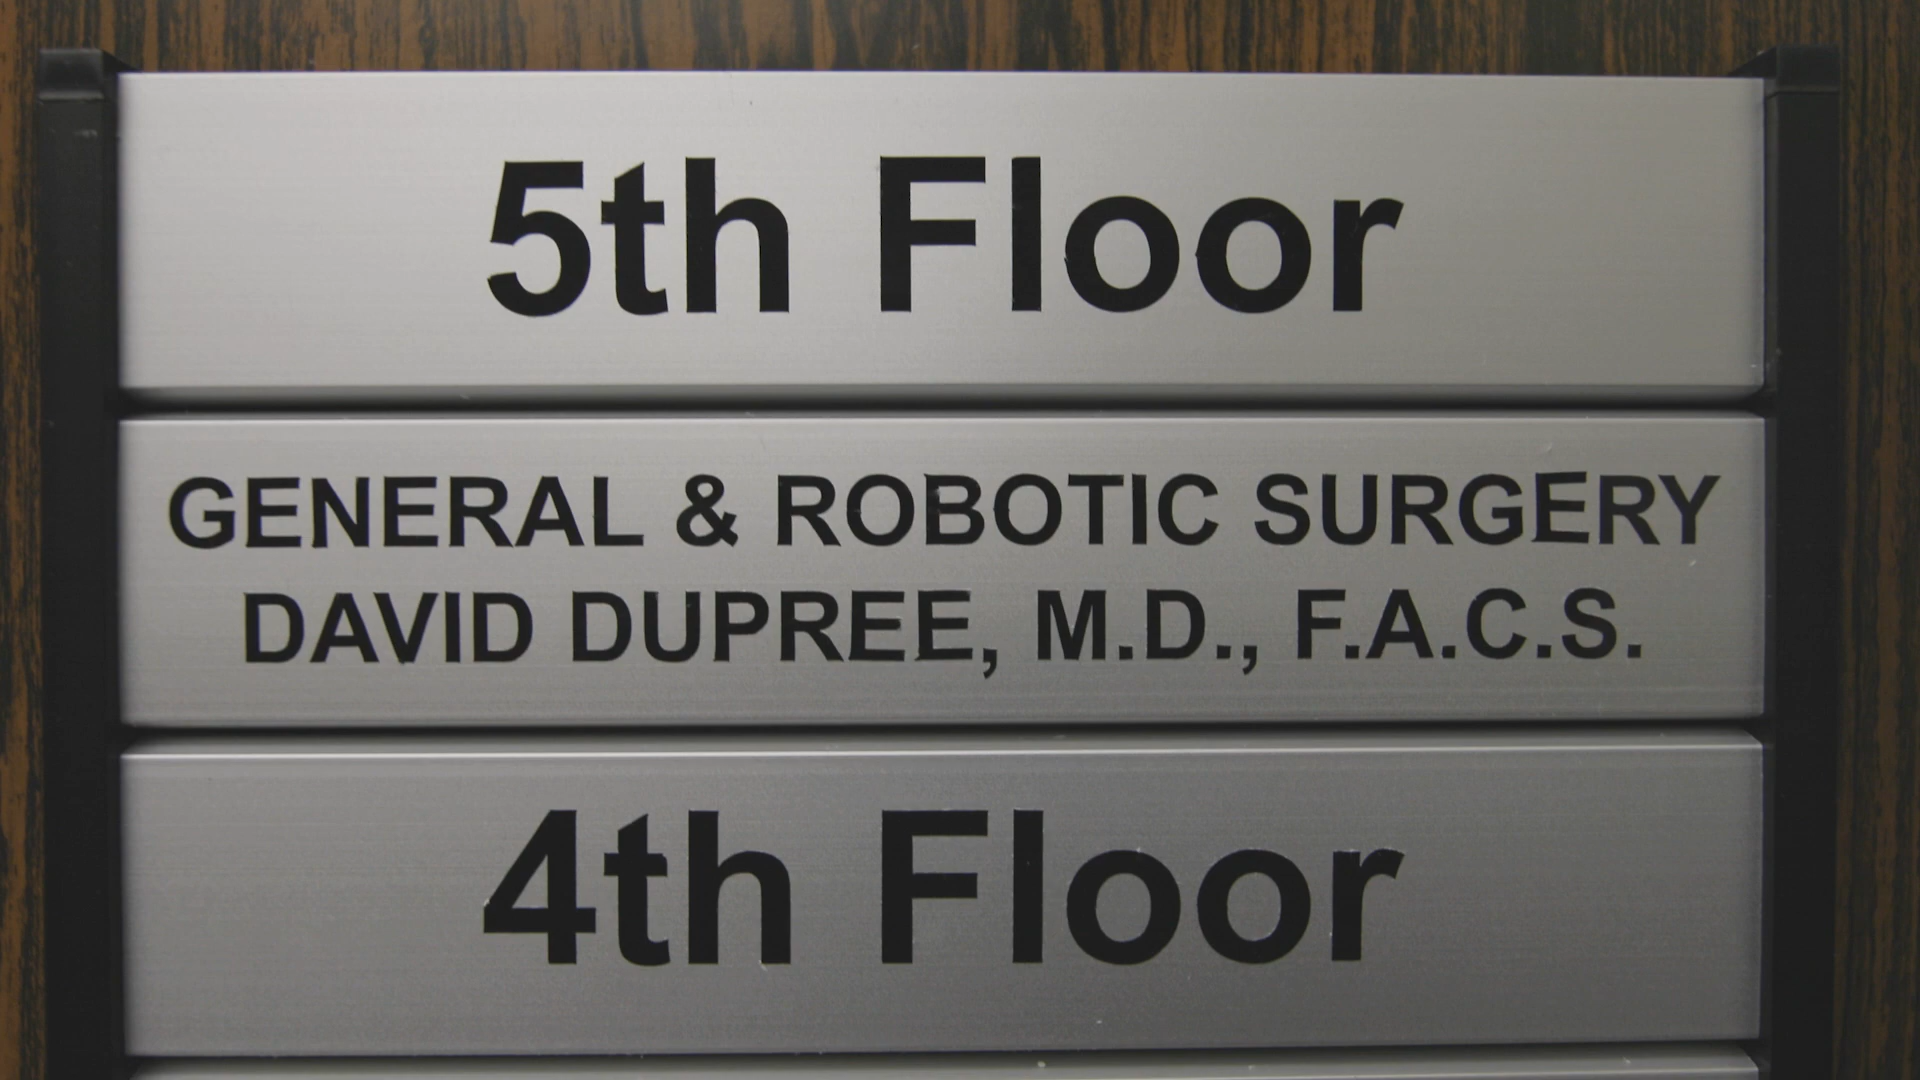 5th Floor
GENERAL & ROBOTIC SURGERY
DAVID DUPREE, M.D., F.A.C.S.
4th Floor